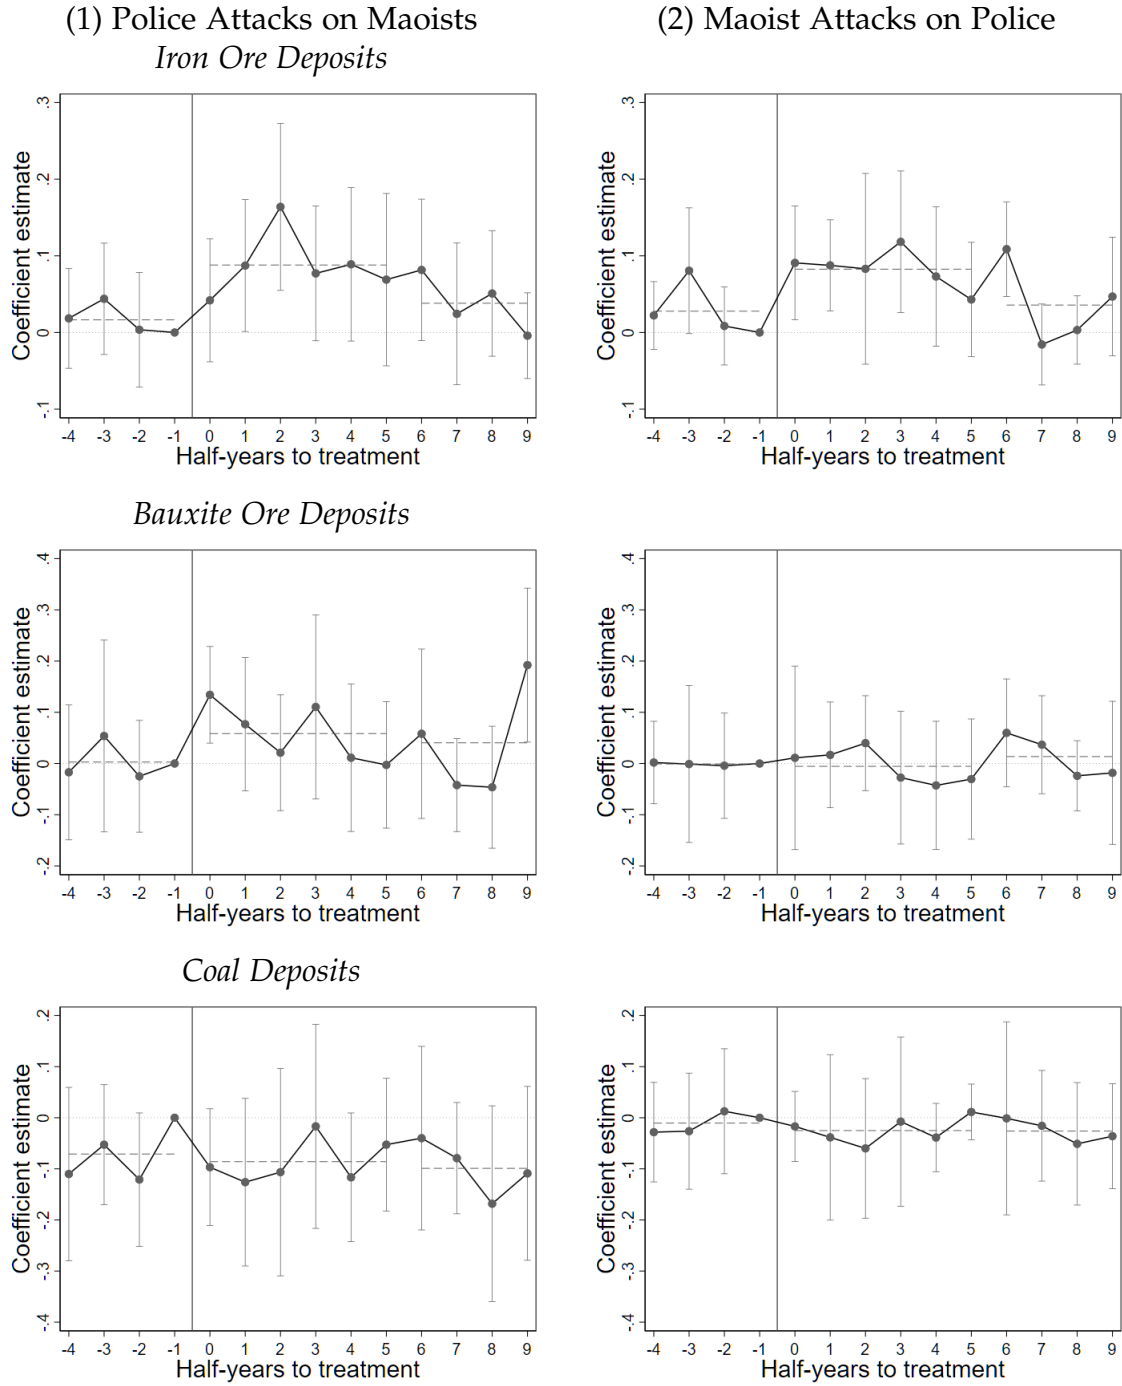 (1) Police Attacks on Maoists
(2) Maoist Attacks on Police
Iron Ore Deposits
Coefficient estimate
.3
.2
.1
0
-.1
-4 -3 -2 -1 0 1 2 3 4 5 6 7 8 9
Half-years to treatment
Coefficient estimate
.3
.2
.1
0
-.1
-4 -3 -2 -1 0 1 2 3 4 5 6 7 8 9
Half-years to treatment
Bauxite Ore Deposits
Coefficient estimate
.4
.3
.2
.1
0
-.1
-.2
-4 -3 -2 -1 0 1 2 3 4 5 6 7 8 9
Half-years to treatment
Coefficient estimate
.4
.3
.2
.1
0
-.1
-.2
-4 -3 -2 -1 0 1 2 3 4 5 6 7 8 9
Half-years to treatment
Coal Deposits
Coefficient estimate
.2
.1
0
-.1
-.2
-.3
-.4
-4 -3 -2 -1 0 1 2 3 4 5 6 7 8 9
Half-years to treatment
Coefficient estimate
.2
.1
0
-.1
-.2
-.3
-.4
-4 -3 -2 -1 0 1 2 3 4 5 6 7 8 9
Half-years to treatment